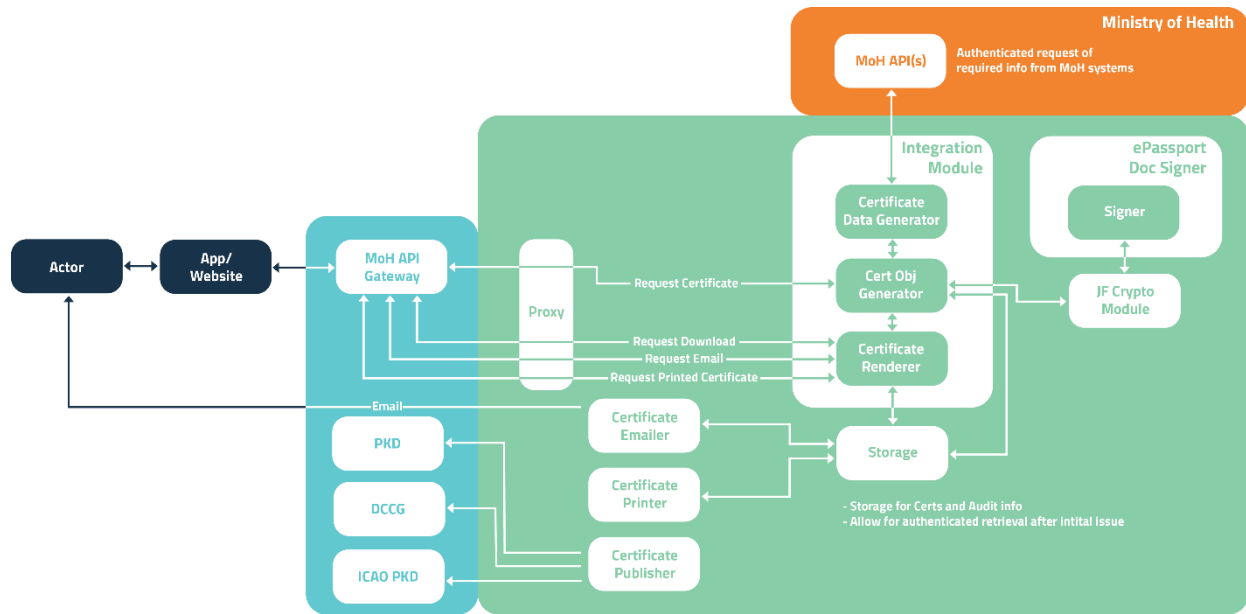 Ministry of Health
MoH API(s)
Authenticated request of
required info from MoH systems
Integration
Module
ePassport
Doc Signer
Certificate
Data Generator
Signer
Actor
App/
Website
MoH API
Gateway
Proxy
Request Certificate
Cert Obj
Generator
JF Crypto
Module
Request Download
Request Email
Request Printed Certificate
Certificate
Renderer
Email
Certificate
Emailer
PKD
Storage
Certificate
Printer
DCCG
- Storage for Certs and Audit info
- Allow for authenticated retrieval after intital issue
Certificate
Publisher
ICAO PKD